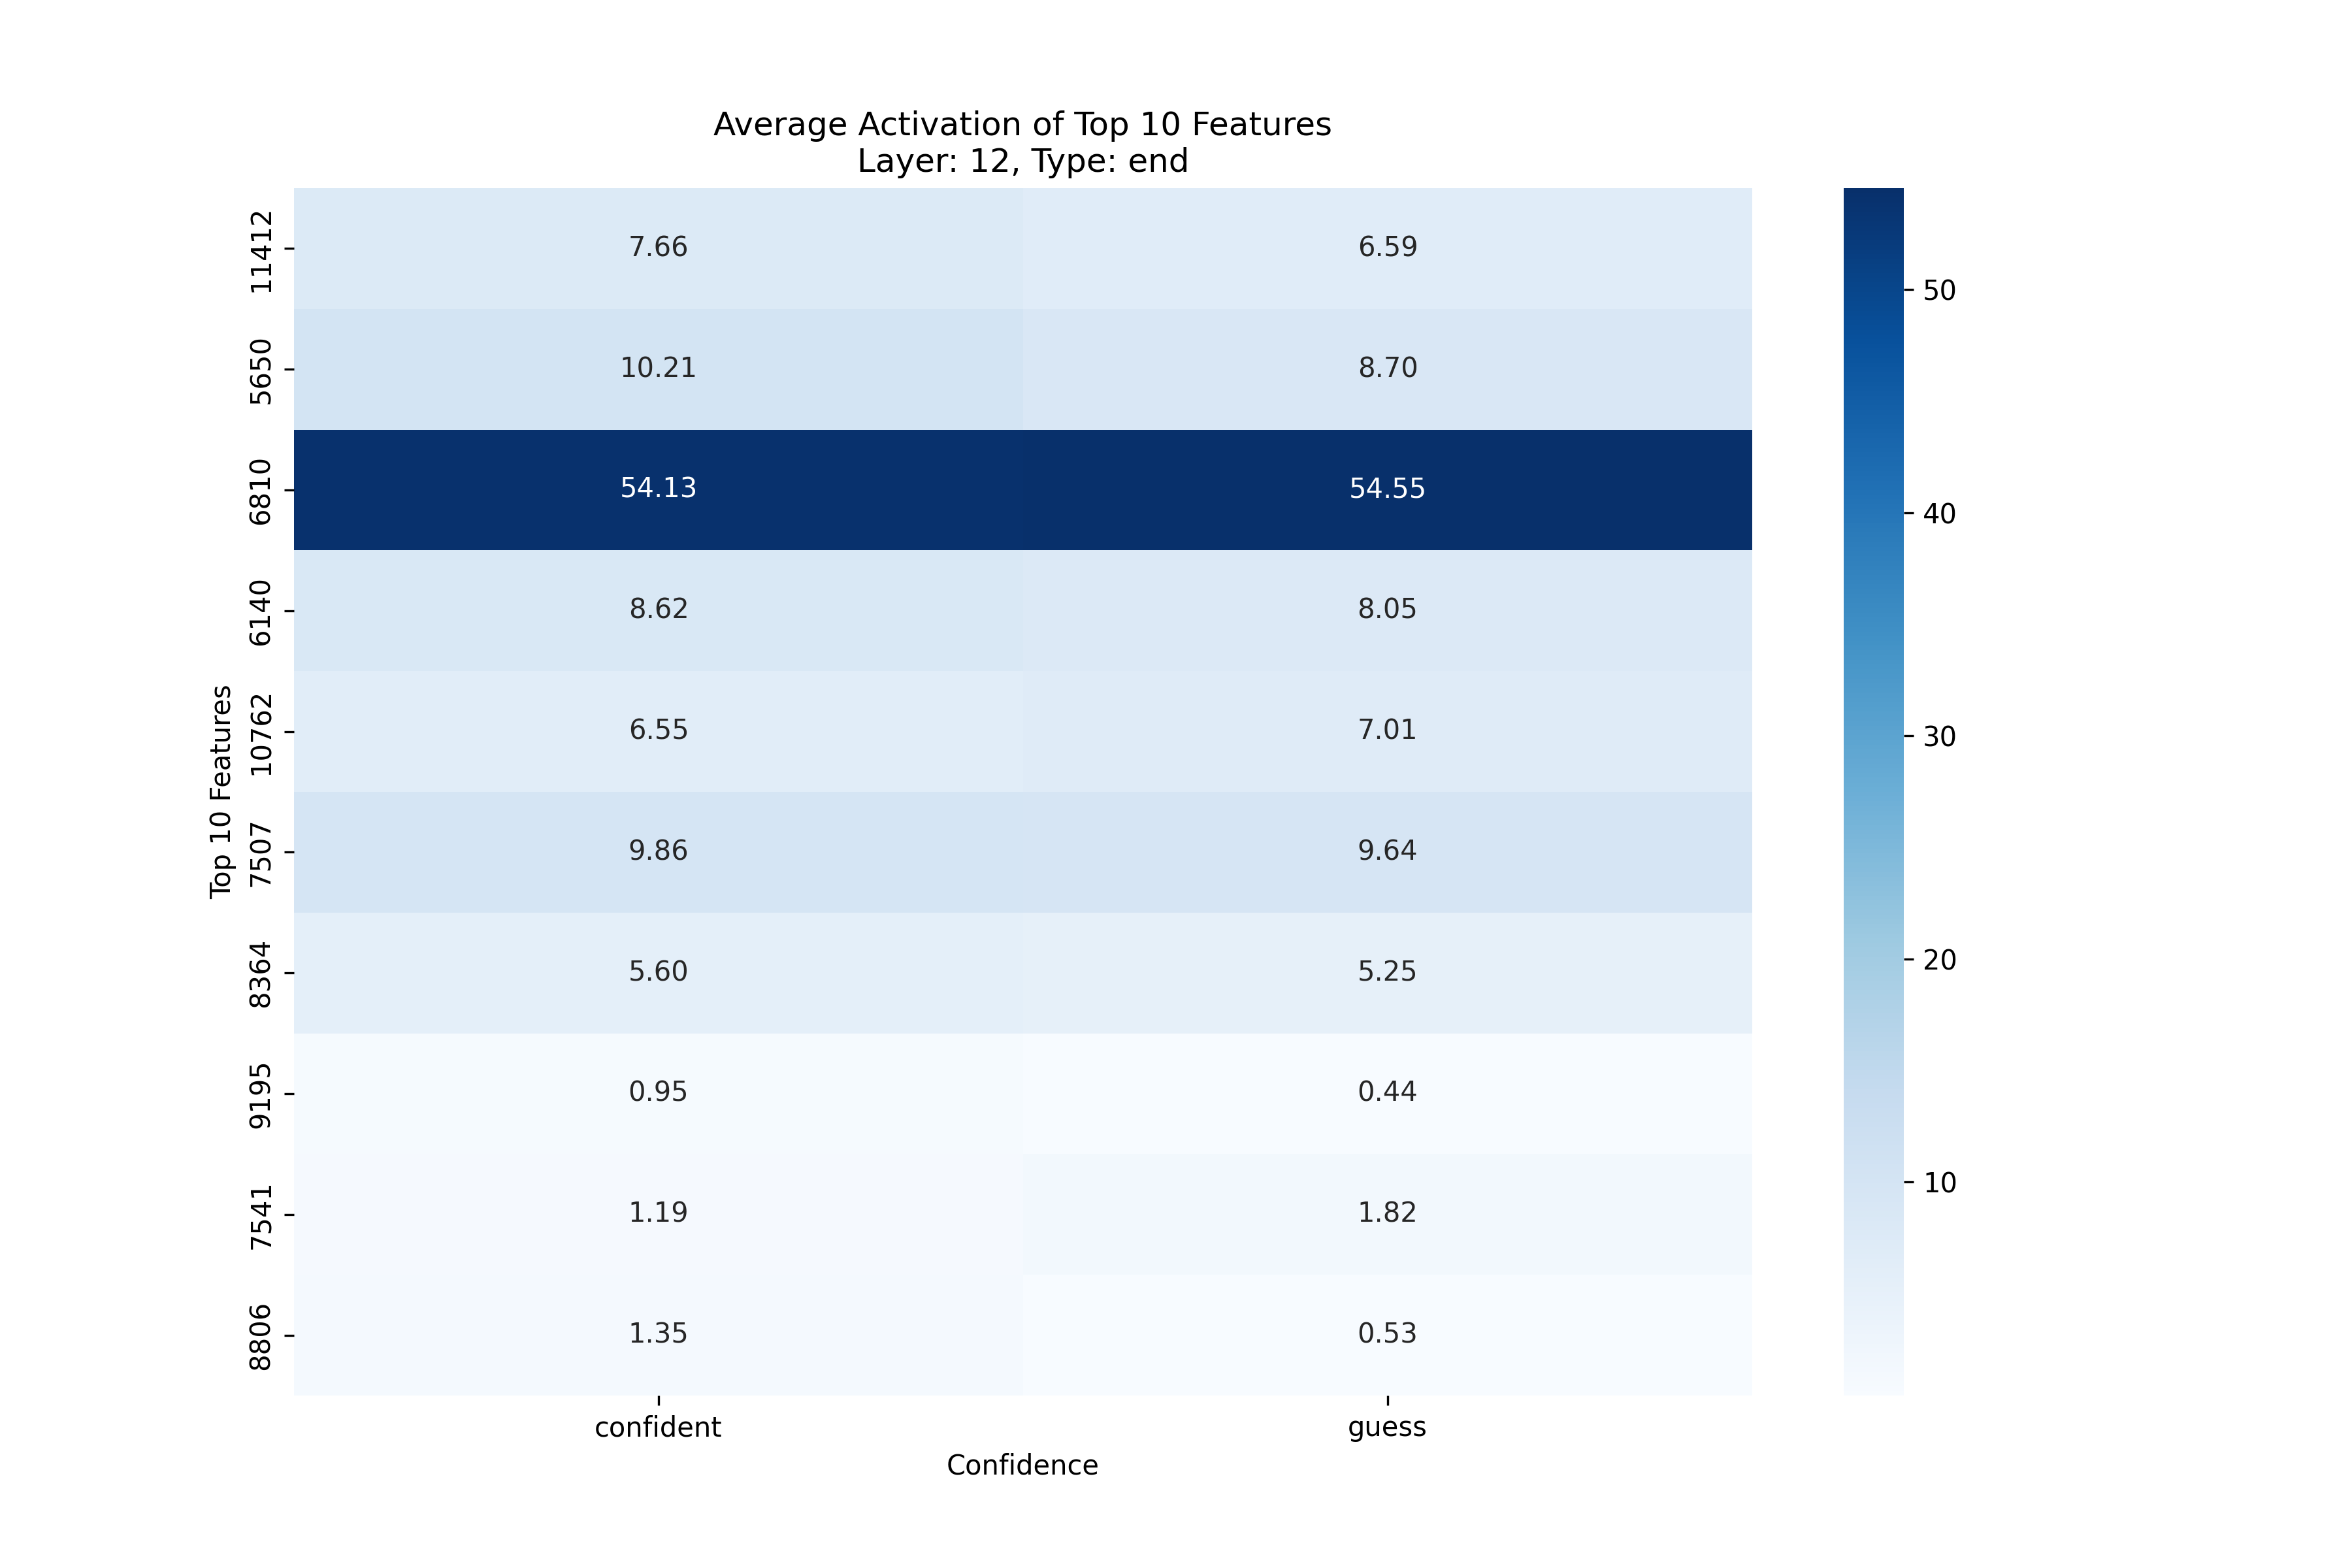 Average Activation of Top 10 Features
Layer: 12, Type: end
Top 10 Features
11412 7.66 6.59
5650 10.21 8.70
6810 54.13 54.55
6140 8.62 8.05
10762 6.55 7.01
7507 9.86 9.64
8364 5.60 5.25
9195 0.95 0.44
7541 1.19 1.82
8806 1.35 0.53
confident guess
Confidence
50
40
30
20
10